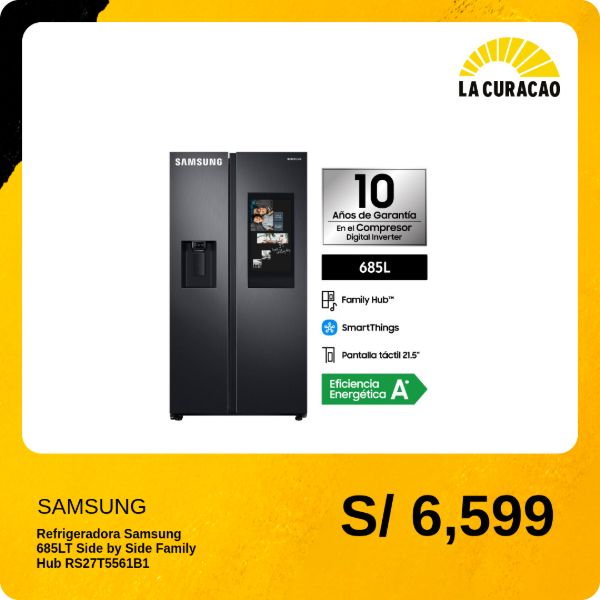 LA CURACAO
SAMSUNG
10
Años de Garantía
En el Compresor
Digital Inverter
685L
Family Hub™
SmartThings
Pantalla táctil 21.5"
Eficiencia
Energética A*
SAMSUNG
Refrigeradora Samsung
685LT Side by Side Family
Hub RS27T5561B1
S/ 6,599